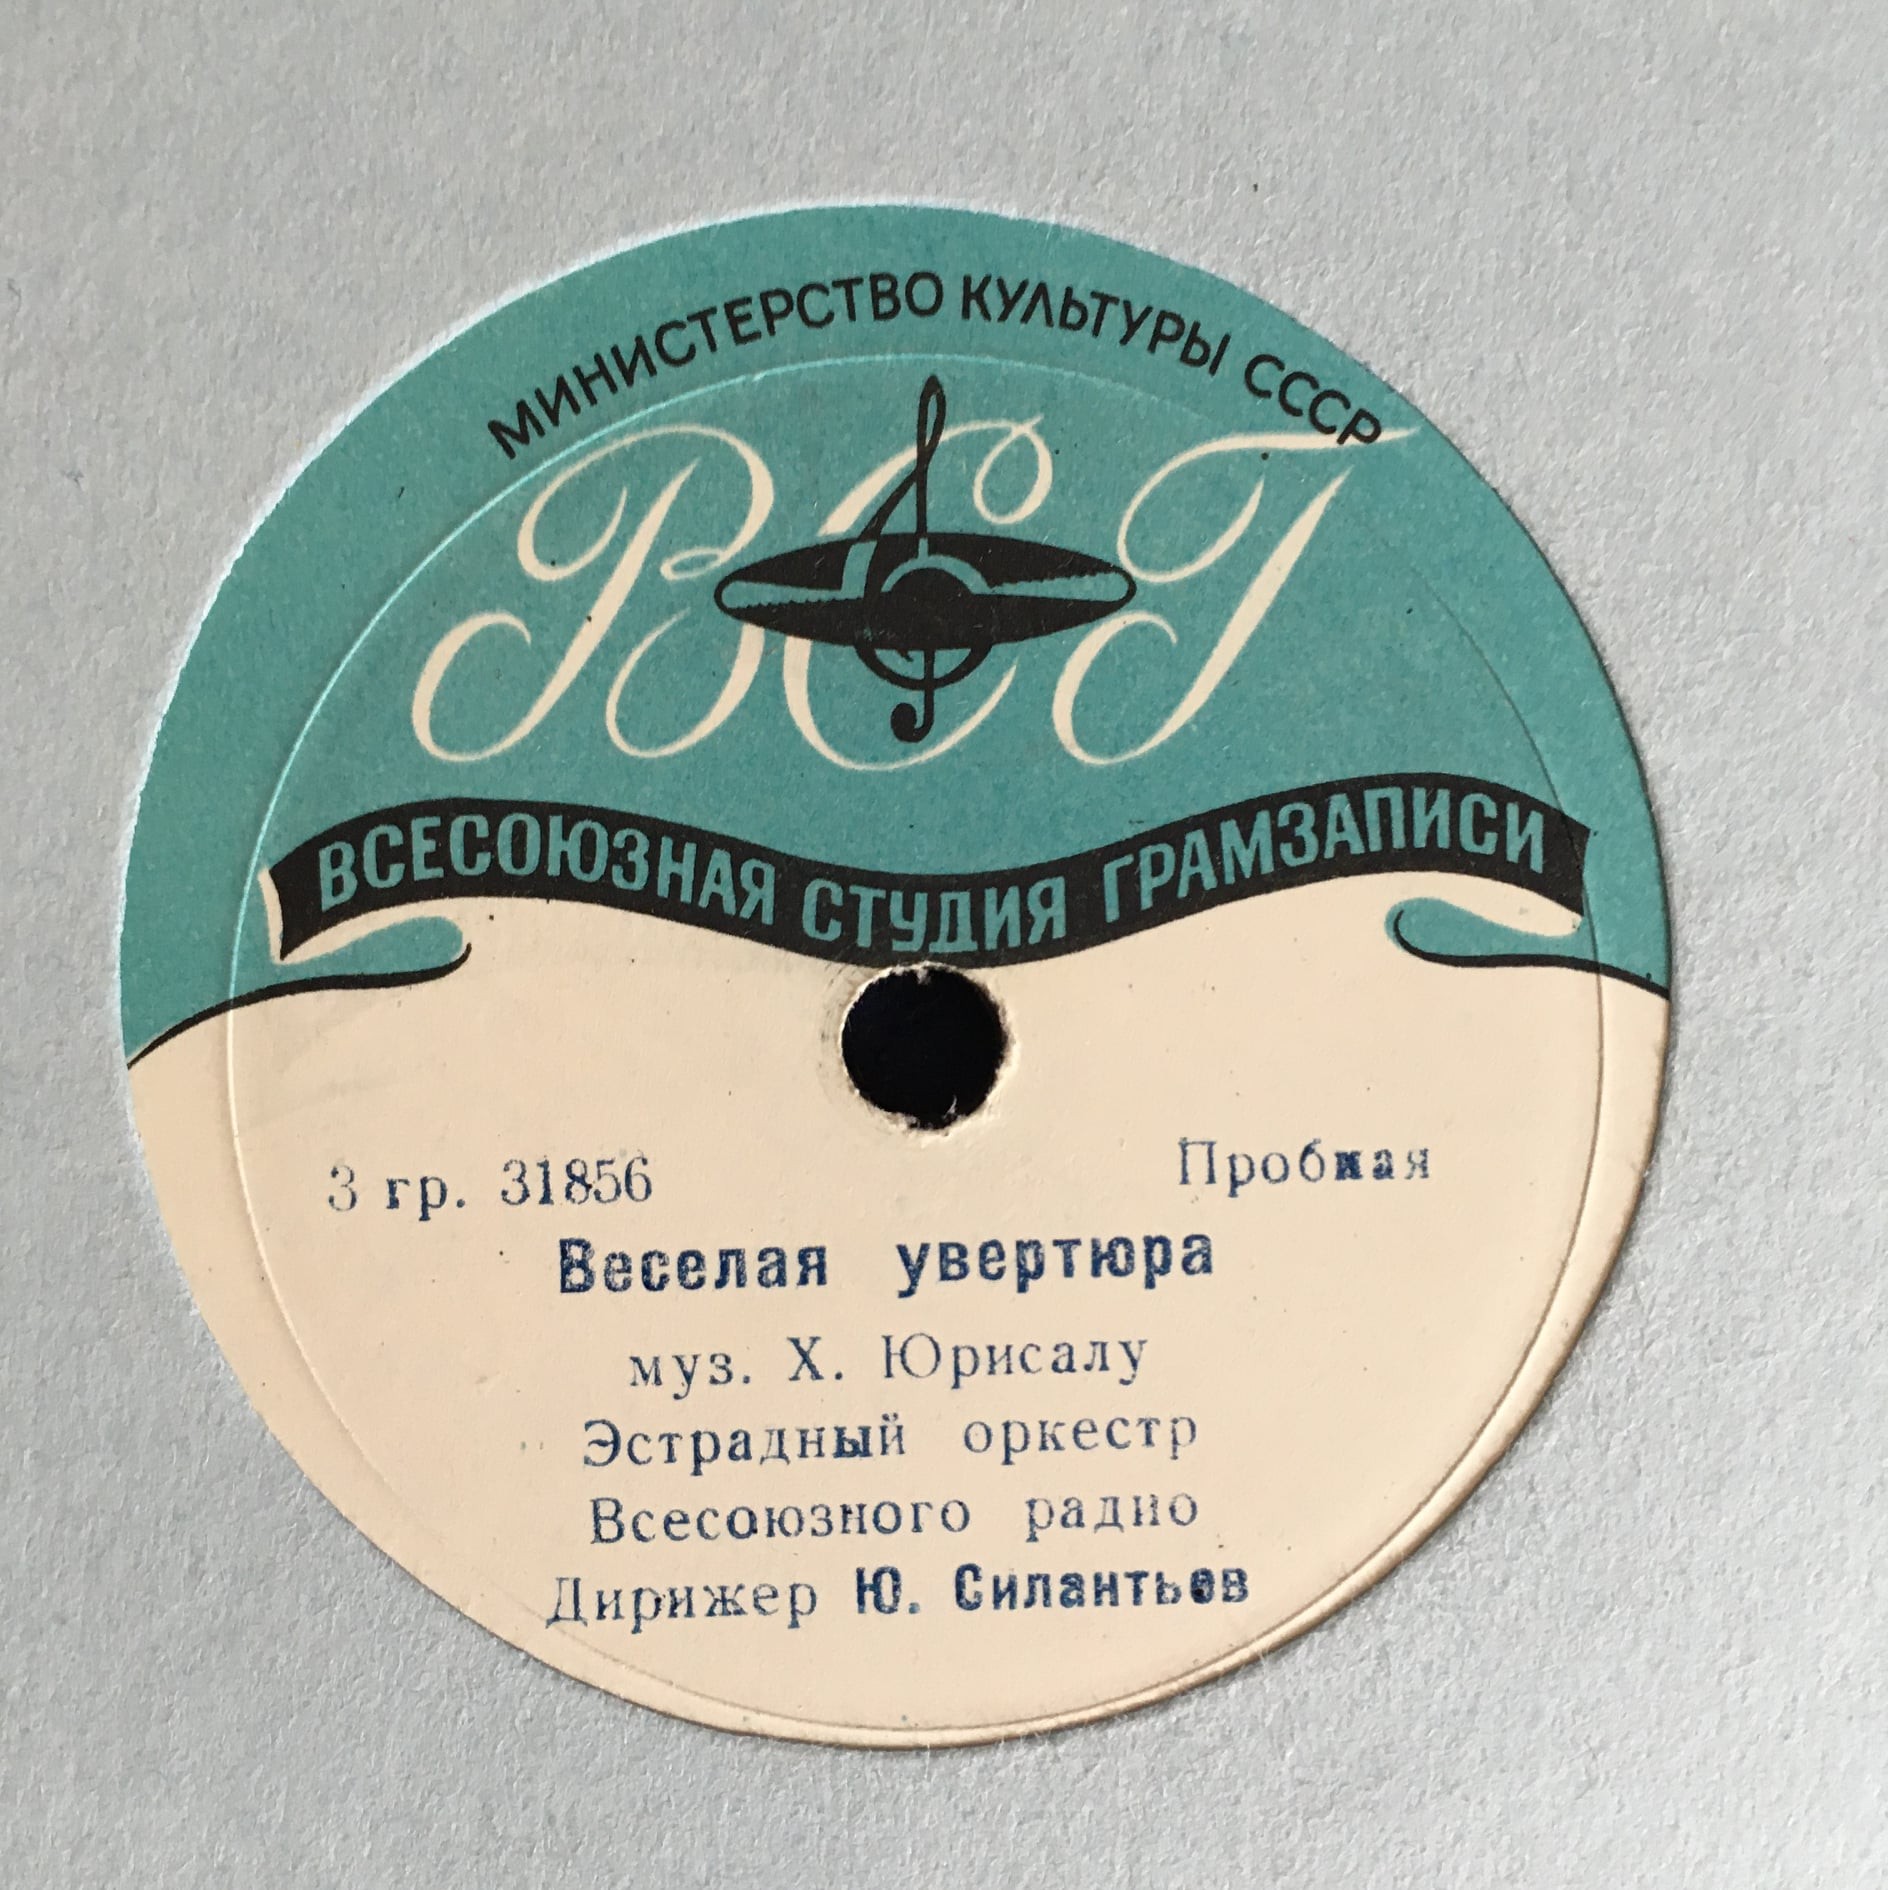 МИНИСТЕРСТВО КУЛЬТУРЫ СССР
ВСГ
ВСЕСОЮЗНАЯ СТУДИЯ ГРАМЗАПИСИ
3 гр. 31856 Пробная
Веселая увертюра
муз. Х. Юрисалу
Эстрадный оркестр
Всесоюзного радио
Дирижер Ю. Силантьев